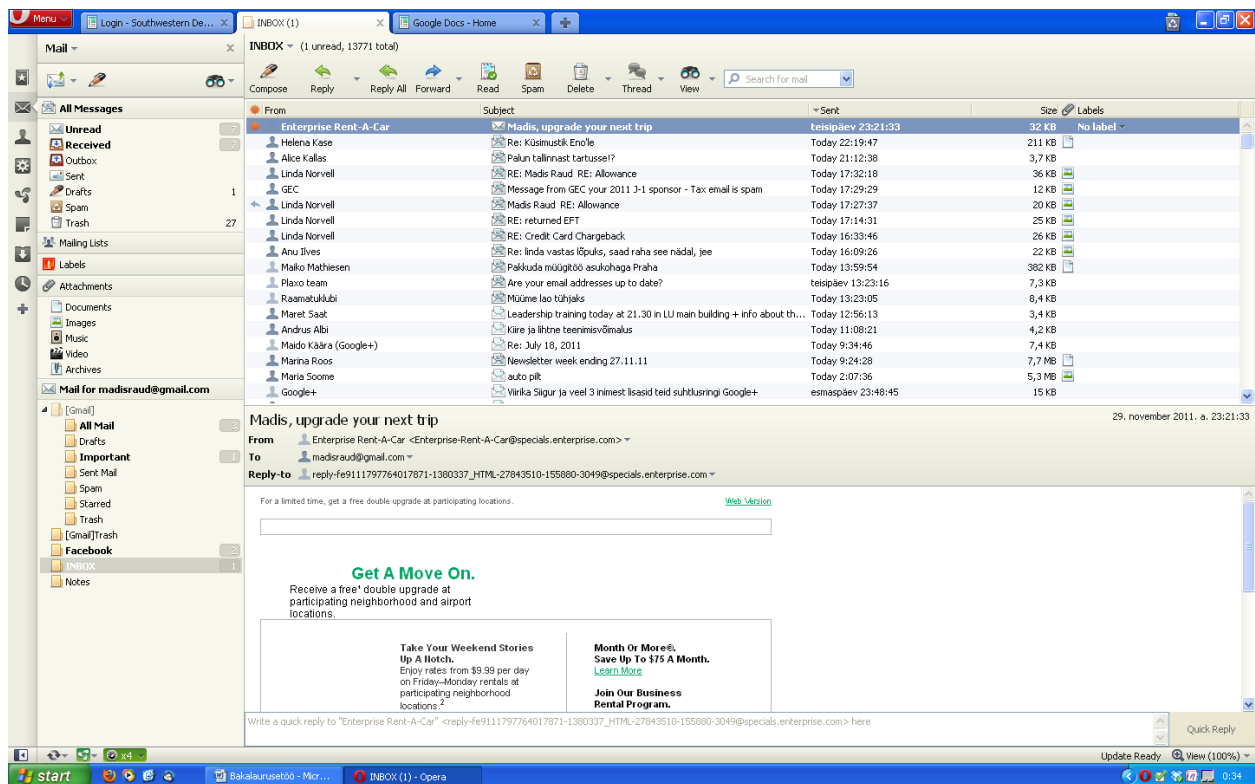 Menu
Login - Southwestern De... X
INBOX (1) X
Google Docs - Home X
Mail
INBOX (1 unread, 13771 total)
Compose Reply Reply All Forward Read Spam Delete Thread View Search for mail
All Messages
Unread 7
Received 7
Outbox
Sent
Drafts 1
Spam
Trash 27
Mailing Lists
Labels
Attachments
Documents
Images
Music
Video
Archives
Mail for madisraud@gmail.com
[Gmail]
All Mail 3
Drafts
Important 1
Sent Mail
Spam
Starred
Trash
[Gmail]Trash
Facebook 2
INBOX 1
Notes
From Subject Sent Size Labels
Enterprise Rent-A-Car Madis, upgrade your next trip teisipäev 23:21:33 32 KB No label
Helena Kase Re: Küsimustik Eno'le Today 22:19:47 211 KB
Alice Kallas Palun tallinnast tartusse!? Today 21:12:38 3,7 KB
Linda Norvell RE: Madis Raud RE: Allowance Today 17:32:18 36 KB
GEC Message from GEC your 2011 J-1 sponsor - Tax email is spam Today 17:29:29 12 KB
Linda Norvell Madis Raud RE: Allowance Today 17:27:37 20 KB
Linda Norvell RE: returned EFT Today 17:14:31 25 KB
Linda Norvell RE: Credit Card Chargeback Today 16:33:46 26 KB
Anu Ilves Re: linda vastas lõpuks, saad raha see nädal, jee Today 16:09:26 22 KB
Maiko Mathiesen Pakkuda müügitöö asukohaga Praha Today 13:59:54 382 KB
Plaxo team Are your email addresses up to date? teisipäev 13:23:16 7,3 KB
Raamatuklubi Müüme lao tühjaks Today 13:23:05 8,4 KB
Maret Saat Leadership training today at 21.30 in LU main building + info about th... Today 12:56:13 3,4 KB
Andrus Albi Kiire ja lihtne teenimisvõimalus Today 11:08:21 4,2 KB
Maido Käära (Google+) Re: July 18, 2011 Today 9:34:46 7,4 KB
Marina Roos Newsletter week ending 27.11.11 Today 9:24:28 7,7 MB
Maria Soome auto pilt Today 2:07:36 5,3 MB
Google+ Viirika Siigur ja veel 3 inimest lisasid teid suhtlusringi Google+ esmaspäev 23:48:45 15 KB
Madis, upgrade your next trip 29. november 2011. a. 23:21:33
From Enterprise Rent-A-Car <Enterprise-Rent-A-Car@specials.enterprise.com>
To madisraud@gmail.com
Reply-to reply-fe9111797764017871-1380337_HTML-27843510-155880-3049@specials.enterprise.com
For a limited time, get a free double upgrade at participating locations. Web Version
Get A Move On.
Receive a free¹ double upgrade at
participating neighborhood and airport
locations.
Take Your Weekend Stories
Up A Notch.
Enjoy rates from $9.99 per day
on Friday–Monday rentals at
participating neighborhood
locations.²
Month Or More®.
Save Up To $75 A Month.
Learn More
Join Our Business
Rental Program.
Write a quick reply to "Enterprise Rent-A-Car" <reply-fe9111797764017871-1380337_HTML-27843510-155880-3049@specials.enterprise.com> here
Quick Reply
x4
Update Ready View (100%)
start
Bakalaurusetöö - Micr...
INBOX (1) - Opera
0:34